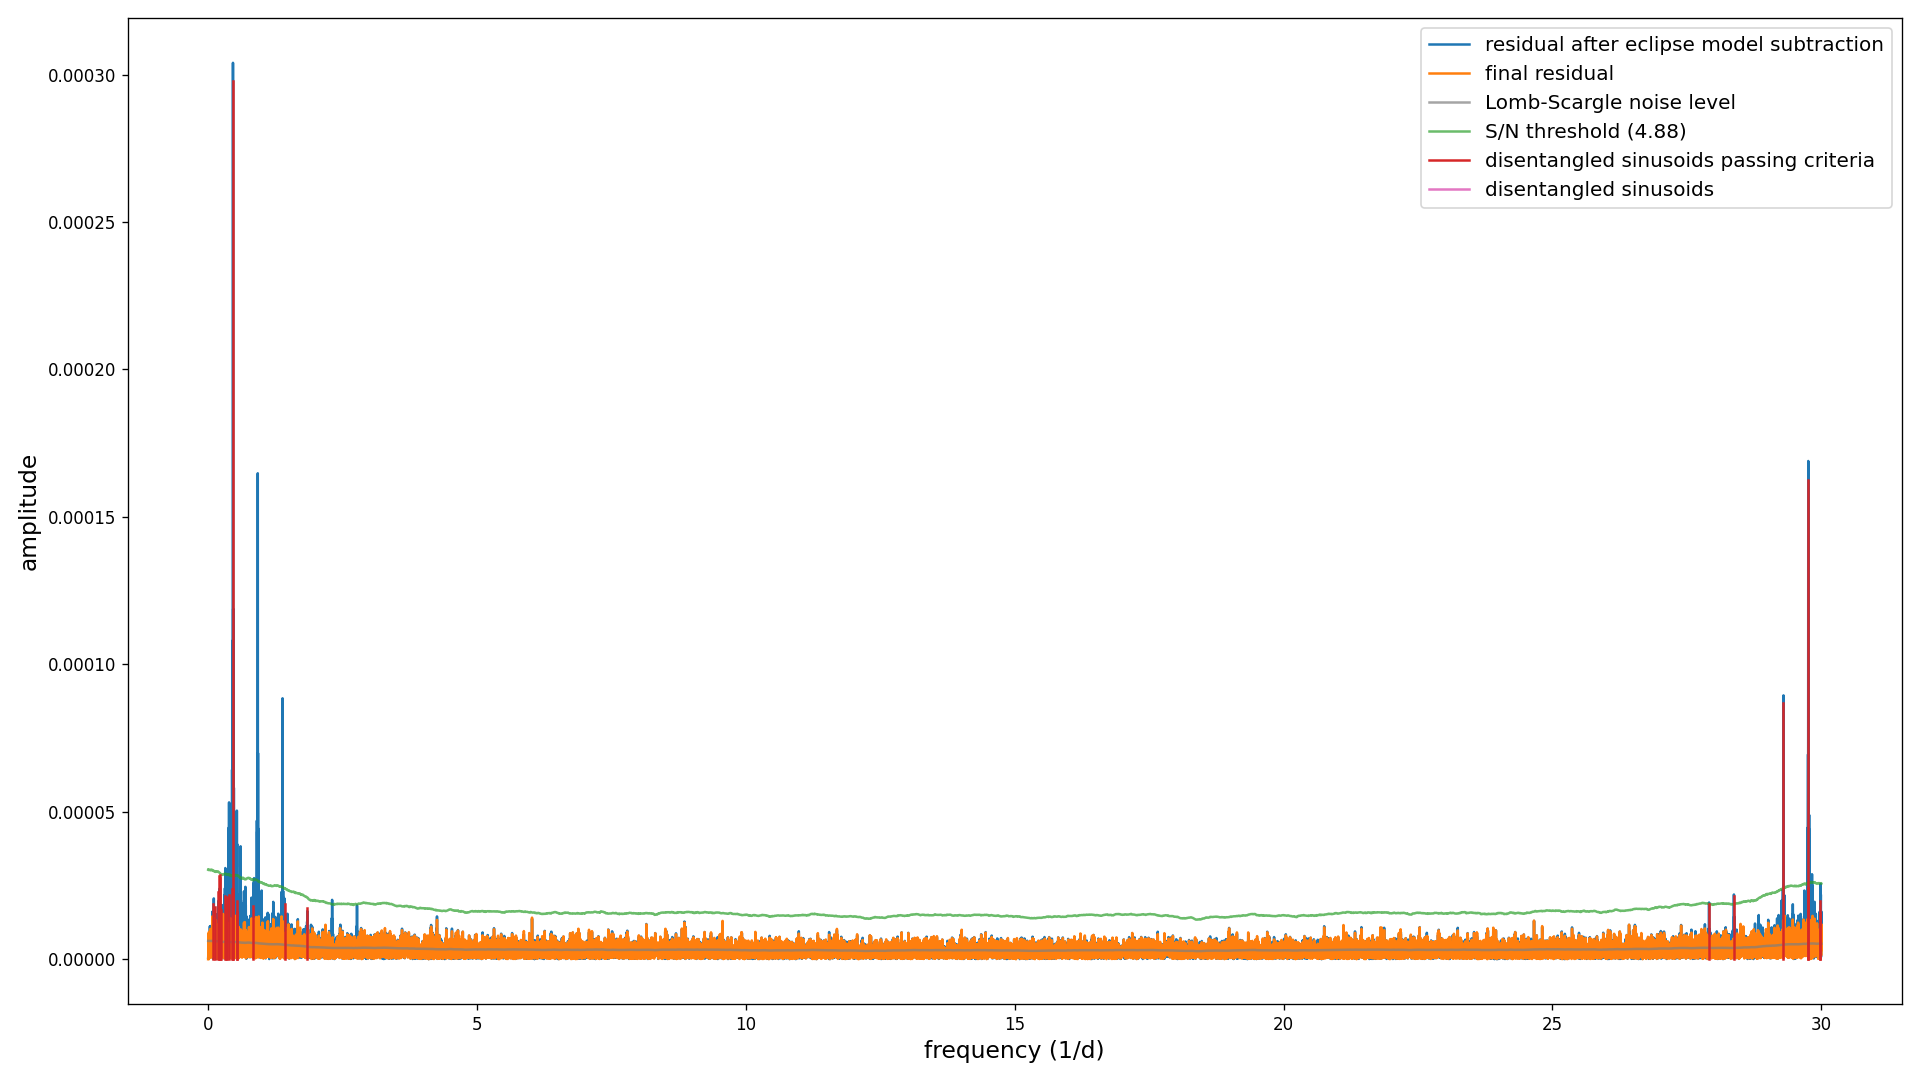 residual after eclipse model subtraction
final residual
Lomb-Scargle noise level
S/N threshold (4.88)
disentangled sinusoids passing criteria
disentangled sinusoids
0.00030
0.00025
0.00020
0.00015
0.00010
0.00005
0.00000
amplitude
0 5 10 15 20 25 30
frequency (1/d)